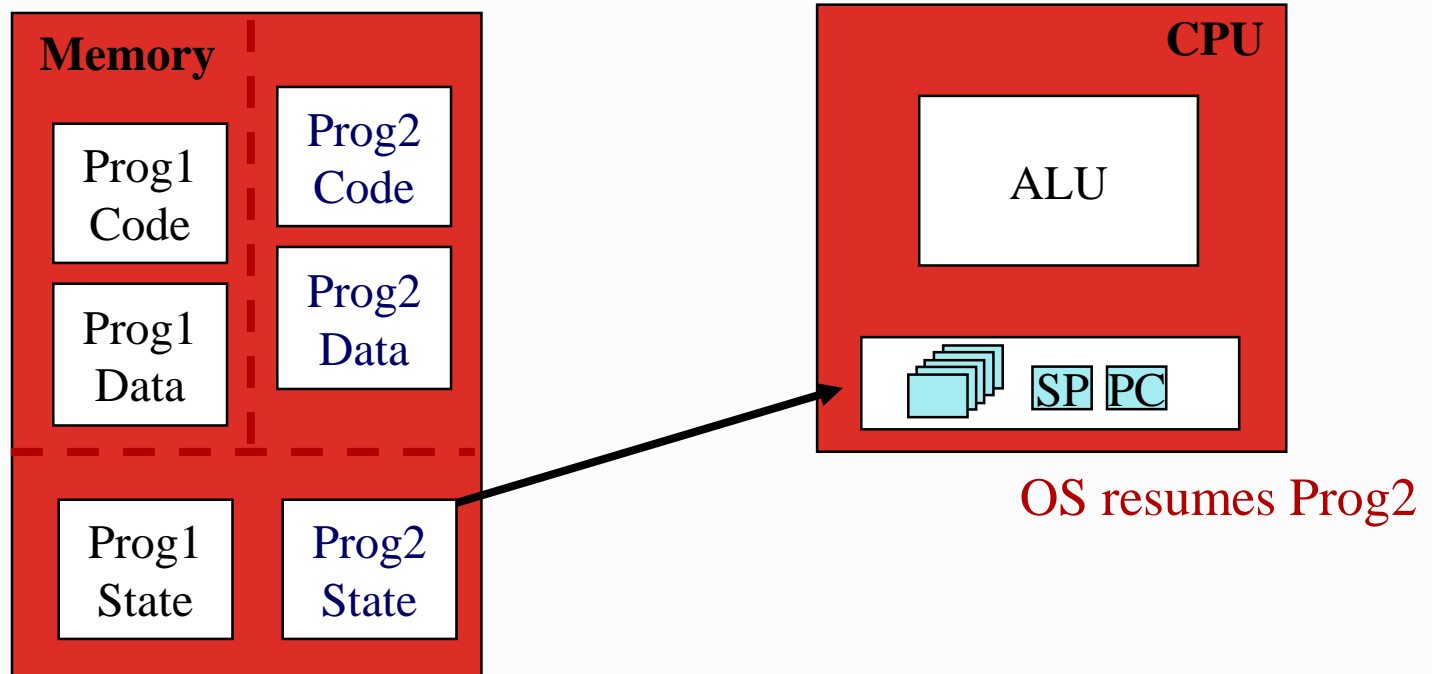 Memory
Prog1
Code
Prog1
Data
Prog2
Code
Prog2
Data
Prog1
State
Prog2
State
CPU
ALU
SP PC
OS resumes Prog2